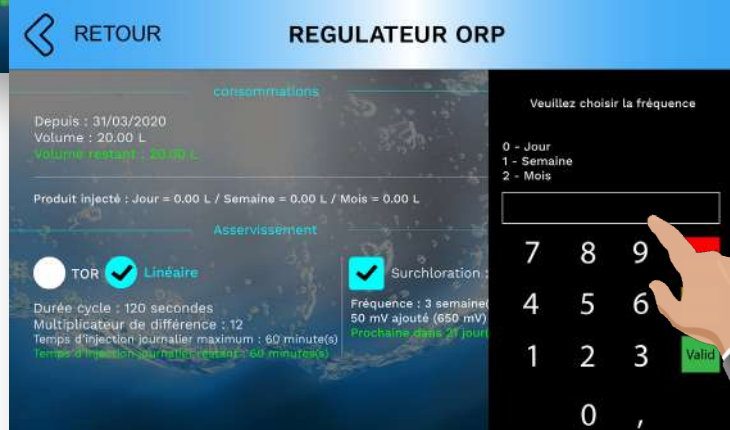 RETOUR
REGULATEUR ORP
consommations
Depuis : 31/03/2020
Volume : 20.00 L
Volume restant : 20.00 L
Produit injecté : Jour = 0.00 L / Semaine = 0.00 L / Mois = 0.00 L
Asservissement
TOR
Linéaire
Surchloration :
Durée cycle : 120 secondes
Multiplicateur de différence : 12
Temps d'injection journalier maximum : 60 minute(s)
Temps d'injection journalier restant : 60 minutes(s)
Fréquence : 3 semaine(
50 mV ajouté (650 mV)
Prochaine dans 21 jour(
Veuillez choisir la fréquence
0 - Jour
1 - Semaine
2 - Mois
7 8 9
4 5 6
1 2 3 Valid
0 ,